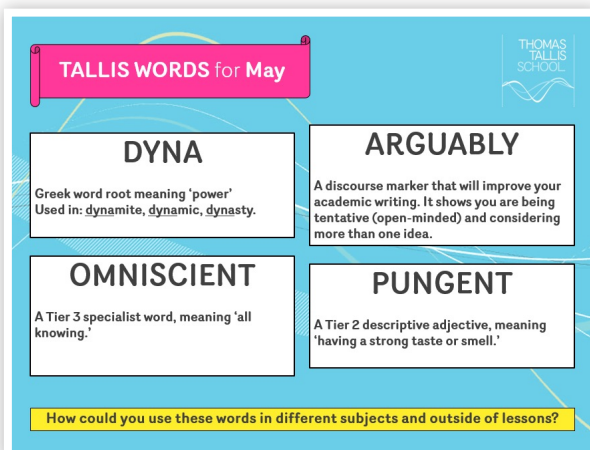 TALLIS WORDS for May
THOMAS
TALLIS
SCHOOL
DYNA
Greek word root meaning ‘power’
Used in: dynamite, dynamic, dynasty.
ARGUABLY
A discourse marker that will improve your
academic writing. It shows you are being
tentative (open-minded) and considering
more than one idea.
OMNISCIENT
A Tier 3 specialist word, meaning ‘all
knowing.’
PUNGENT
A Tier 2 descriptive adjective, meaning
‘having a strong taste or smell.’
How could you use these words in different subjects and outside of lessons?